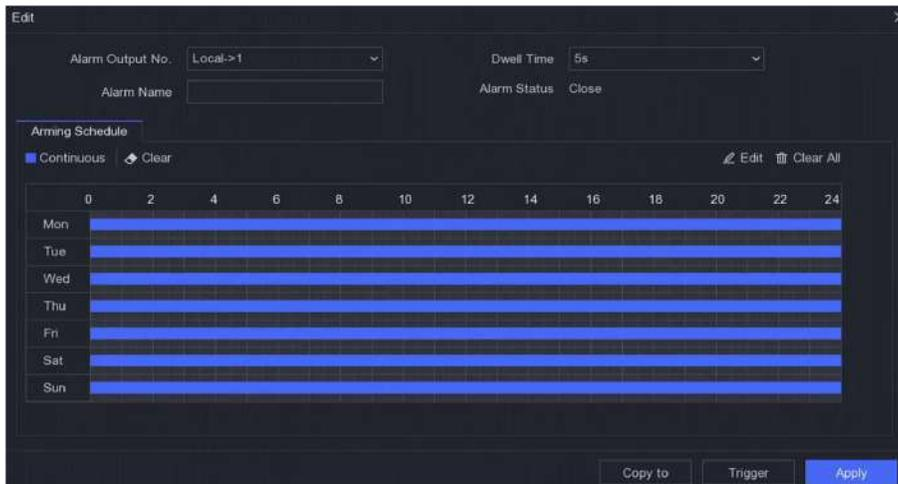 Edit
Alarm Output No. Local->1 Dwell Time 5s
Alarm Name Alarm Status Close
Arming Schedule
Continuous Clear Edit Clear All
0 2 4 6 8 10 12 14 16 18 20 22 24
Mon
Tue
Wed
Thu
Fri
Sat
Sun
Copy to Trigger Apply